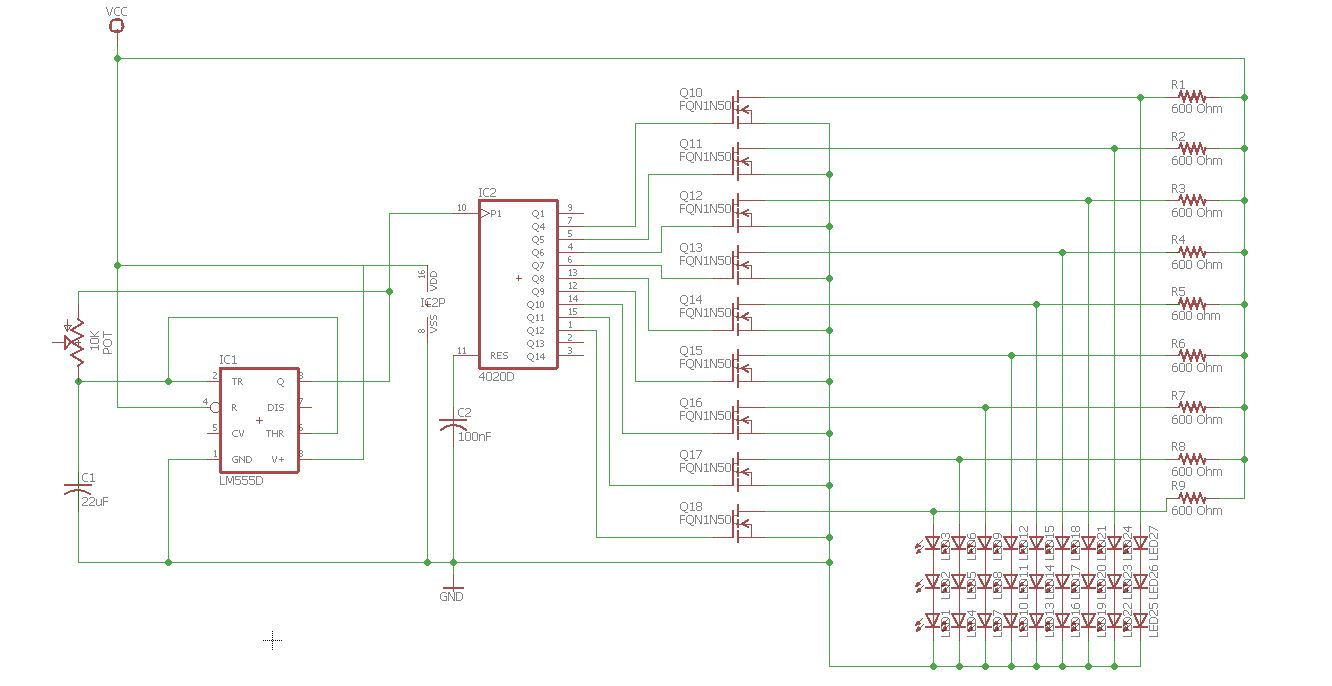 VCC
R1
600 Ohm
R2
600 Ohm
R3
600 Ohm
R4
600 Ohm
R5
600 ohm
R6
600 Ohm
R7
600 Ohm
R8
600 Ohm
R9
600 Ohm
Q10
FQN1N50
Q11
FQN1N50
Q12
FQN1N50
Q13
FQN1N50
Q14
FQN1N50
Q15
FQN1N50
Q16
FQN1N50
Q17
FQN1N50
Q18
FQN1N50
IC2
10 P1 Q1 9
Q4 7
Q5 5
Q6 4
Q7 6
Q8 13
Q9 12
Q10 14
Q11 15
Q12 1
Q13 2
11 RES Q14 3
4020D
16 VDD
IC2P
8 VSS
10K
POT
IC1
2 TR Q
4 R DIS
5 CV THR
1 GND V+
LM555D
C1
22uF
C2
100nF
GND
LED3 LED6 LED9 LED12 LED15 LED18 LED21 LED24 LED27
LED2 LED5 LED8 LED11 LED14 LED17 LED20 LED23 LED26
LED1 LED4 LED7 LED10 LED13 LED16 LED19 LED22 LED25